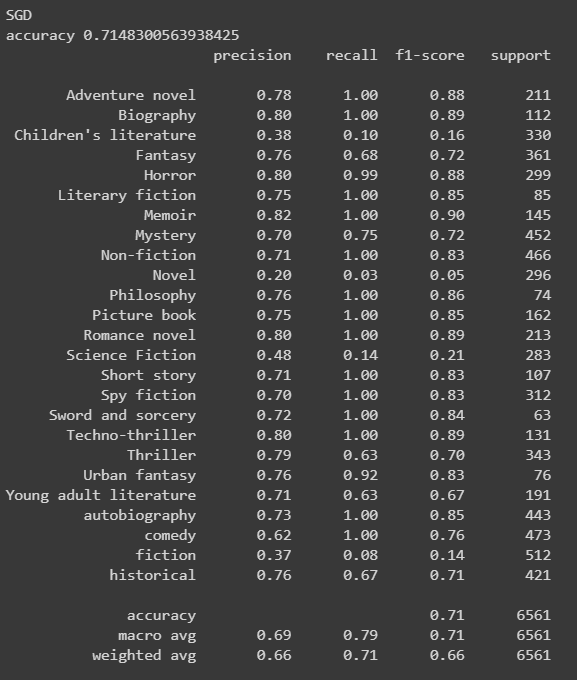 SGD
accuracy 0.7148300563938425
precision recall f1-score support
Adventure novel 0.78 1.00 0.88 211
Biography 0.80 1.00 0.89 112
Children's literature 0.38 0.10 0.16 330
Fantasy 0.76 0.68 0.72 361
Horror 0.80 0.99 0.88 299
Literary fiction 0.75 1.00 0.85 85
Memoir 0.82 1.00 0.90 145
Mystery 0.70 0.75 0.72 452
Non-fiction 0.71 1.00 0.83 466
Novel 0.20 0.03 0.05 296
Philosophy 0.76 1.00 0.86 74
Picture book 0.75 1.00 0.85 162
Romance novel 0.80 1.00 0.89 213
Science Fiction 0.48 0.14 0.21 283
Short story 0.71 1.00 0.83 107
Spy fiction 0.70 1.00 0.83 312
Sword and sorcery 0.72 1.00 0.84 63
Techno-thriller 0.80 1.00 0.89 131
Thriller 0.79 0.63 0.70 343
Urban fantasy 0.76 0.92 0.83 76
Young adult literature 0.71 0.63 0.67 191
autobiography 0.73 1.00 0.85 443
comedy 0.62 1.00 0.76 473
fiction 0.37 0.08 0.14 512
historical 0.76 0.67 0.71 421
accuracy 0.71 6561
macro avg 0.69 0.79 0.71 6561
weighted avg 0.66 0.71 0.66 6561